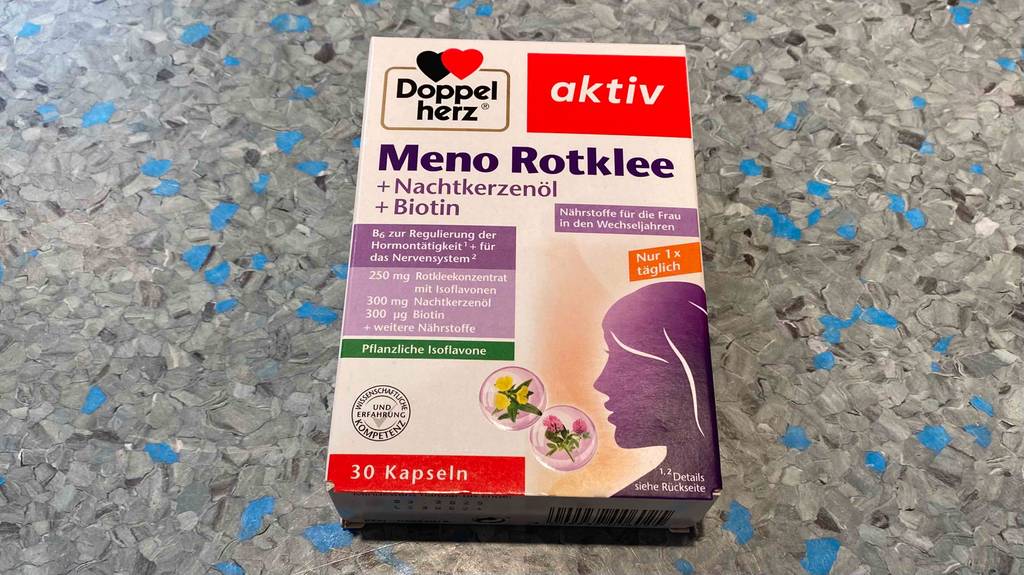 Doppel
herz®
aktiv
Meno Rotklee
+ Nachtkerzenöl
+ Biotin
Nährstoffe für die Frau
in den Wechseljahren
B6 zur Regulierung der
Hormontätigkeit¹ + für
das Nervensystem²
Nur 1 x
täglich
250 mg Rotkleekonzentrat
mit Isoflavonen
300 mg Nachtkerzenöl
300 µg Biotin
+ weitere Nährstoffe
Pflanzliche Isoflavone
WISSENSCHAFTLICHE
UND
ERFAHRUNG
KOMPETENZ
30 Kapseln
1,2 Details
siehe Rückseite